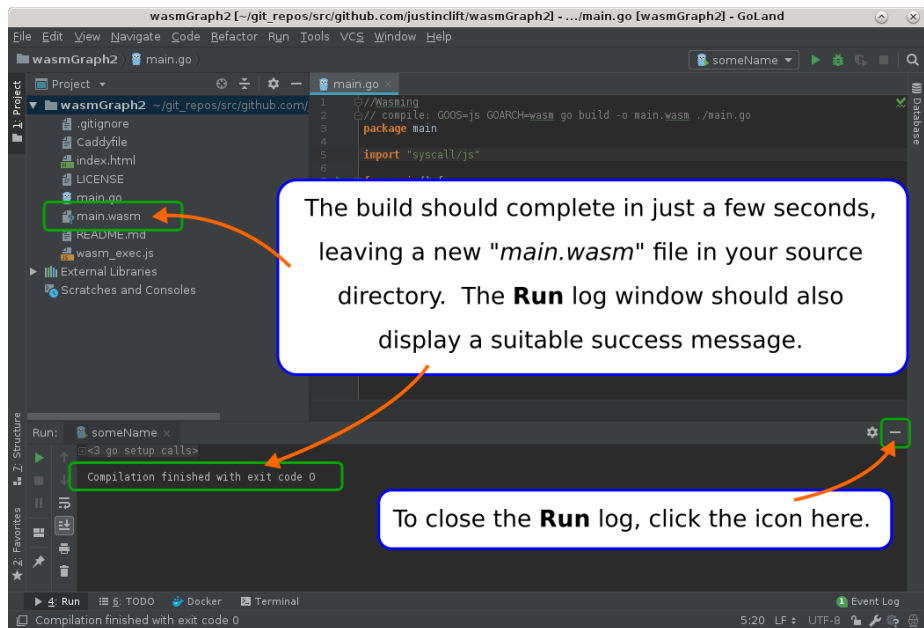 wasmGraph2 [~/git_repos/src/github.com/justinclift/wasmGraph2] - .../main.go [wasmGraph2] - GoLand
File Edit View Navigate Code Refactor Run Tools VCS Window Help
wasmGraph2 main.go someName
1: Project
Project
main.go ×
Database
wasmGraph2 ~/git_repos/src/github.com/
.gitignore
Caddyfile
index.html
LICENSE
main.go
main.wasm
README.md
wasm_exec.js
External Libraries
Scratches and Consoles
1 //Wasming
2 // compile: GOOS=js GOARCH=wasm go build -o main.wasm ./main.go
3 package main
4
5 import "syscall/js"
6
The build should complete in just a few seconds,
leaving a new "main.wasm" file in your source
directory. The Run log window should also
display a suitable success message.
Z: Structure
2: Favorites
Run: someName ×
<3 go setup calls>
Compilation finished with exit code 0
To close the Run log, click the icon here.
4: Run 6: TODO Docker Terminal 1 Event Log
Compilation finished with exit code 0 5:20 LF UTF-8